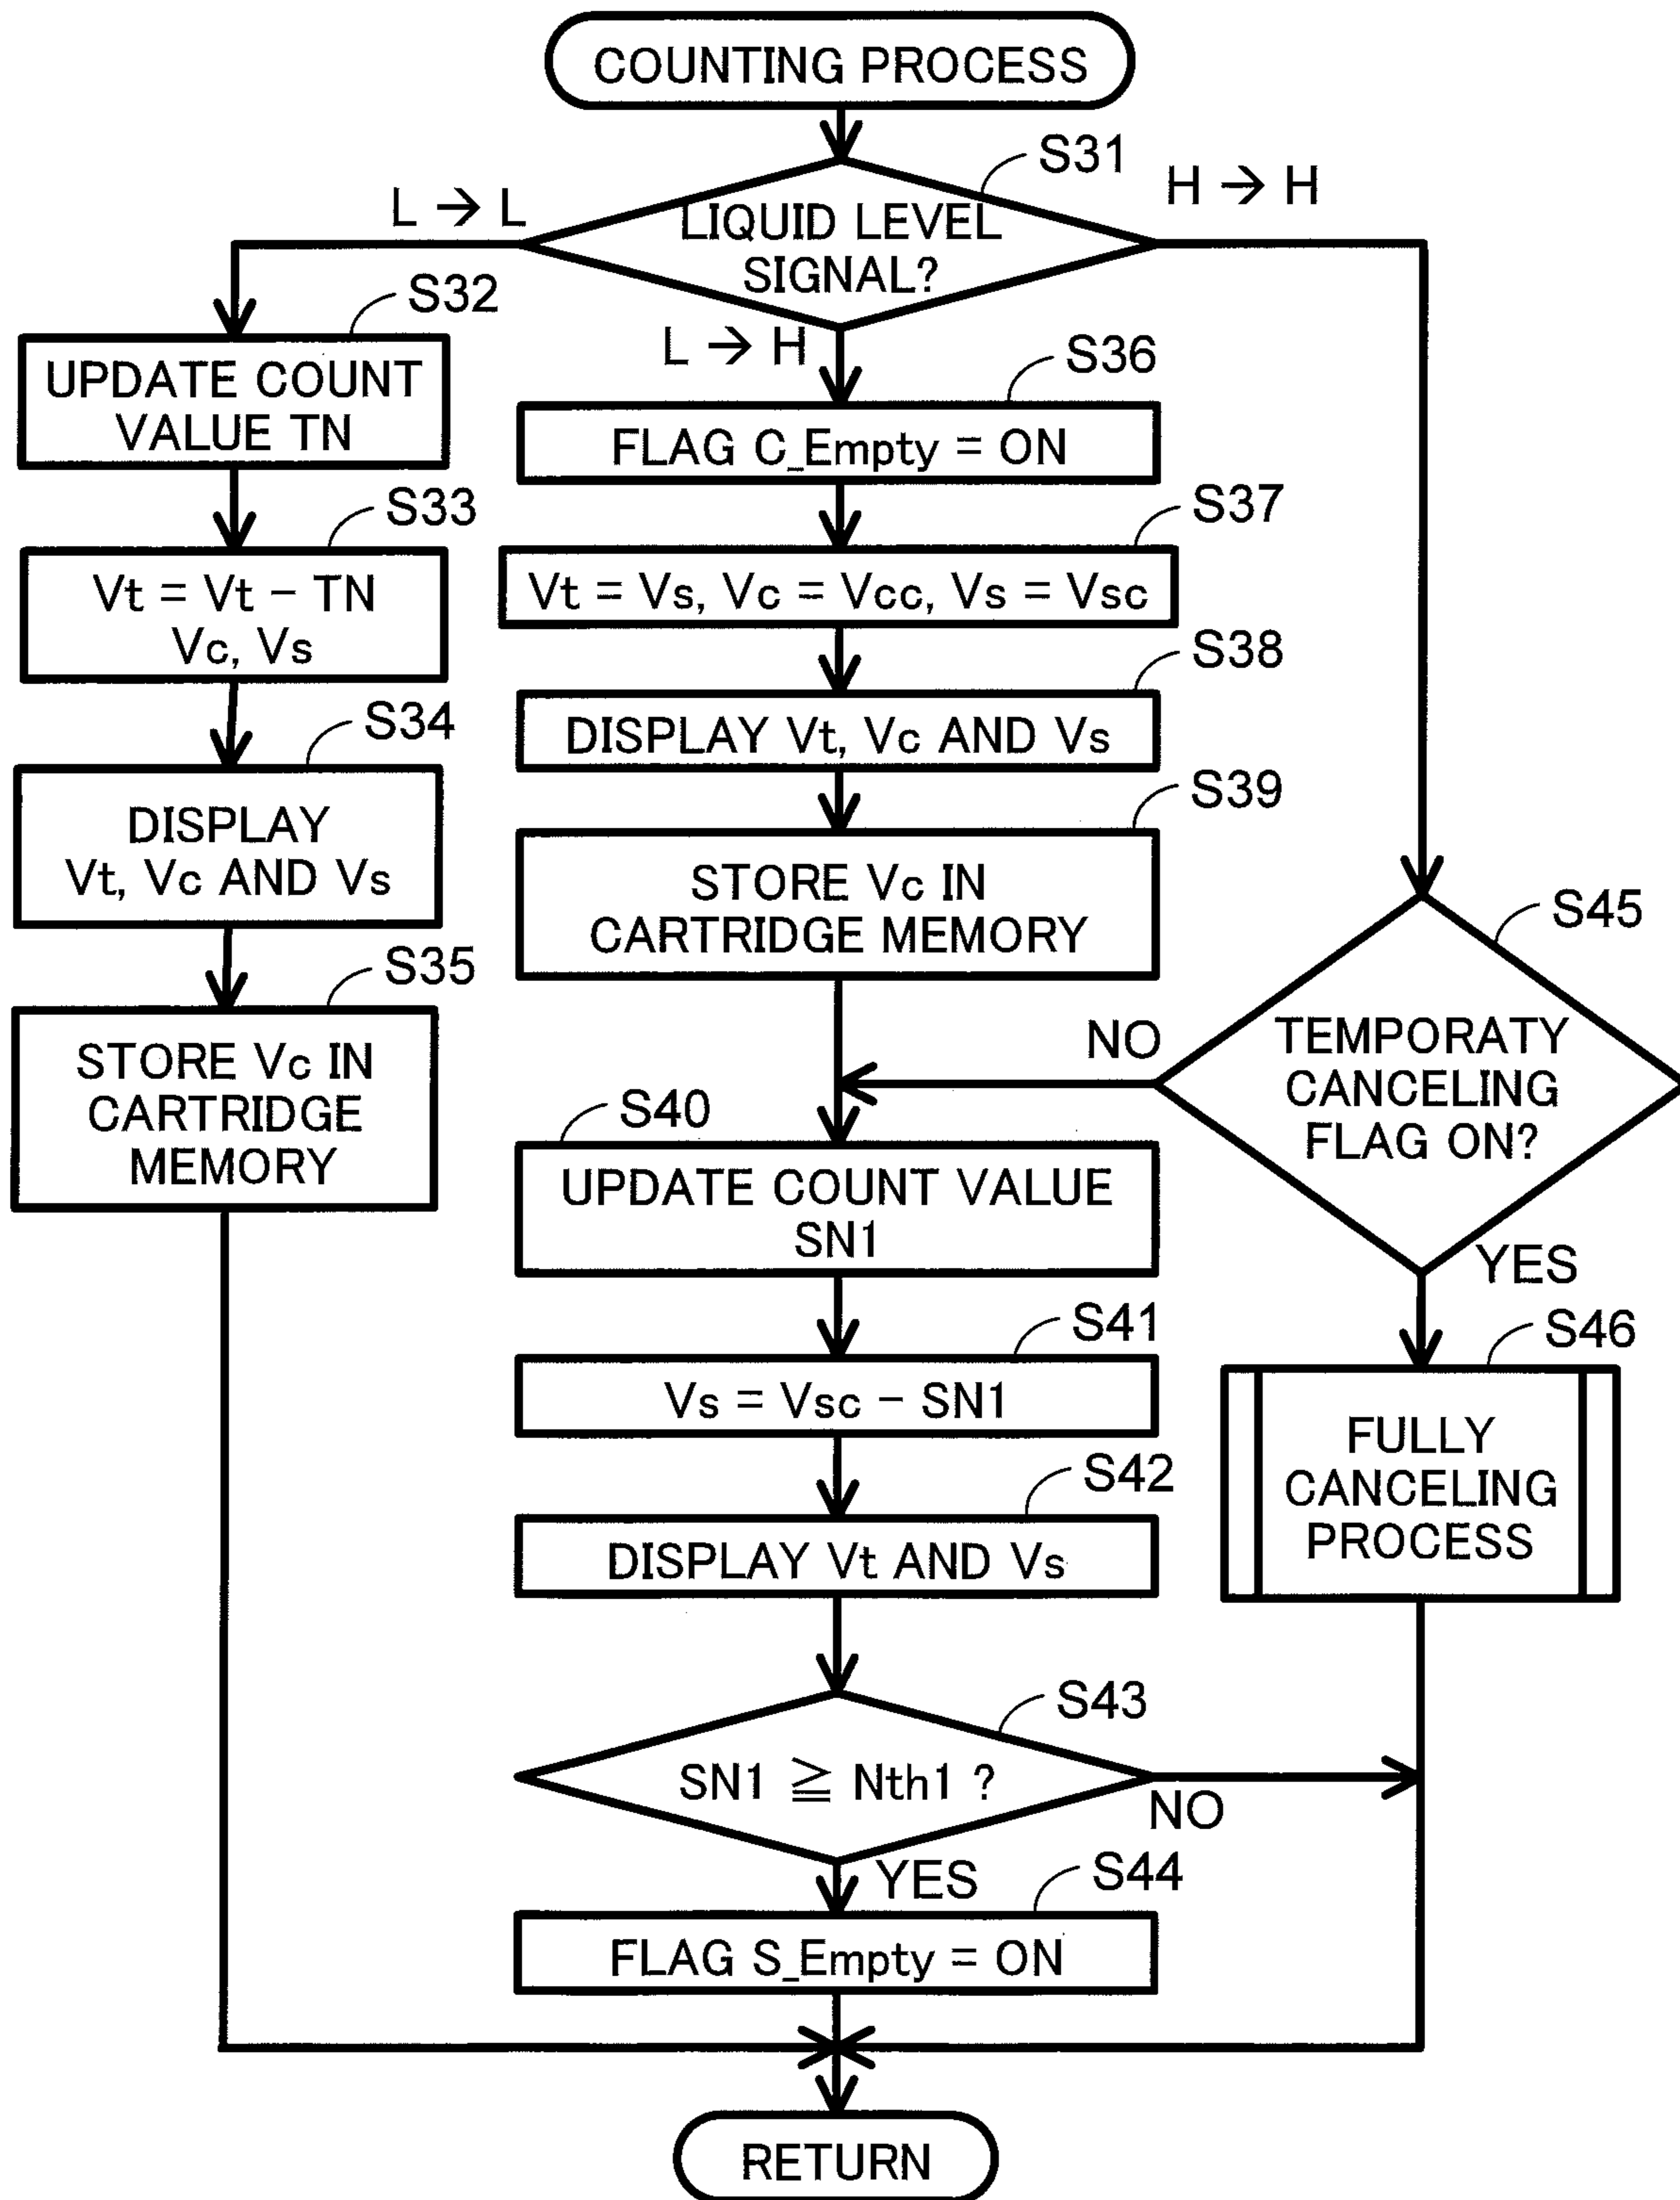 COUNTING PROCESS
S31
LIQUID LEVEL
SIGNAL?
L → L
H → H
L → H
S32
UPDATE COUNT
VALUE TN
S33
Vt = Vt − TN
Vc, Vs
S34
DISPLAY
Vt, Vc AND Vs
S35
STORE Vc IN
CARTRIDGE
MEMORY
S36
FLAG C_Empty = ON
S37
Vt = Vs, Vc = Vcc, Vs = Vsc
S38
DISPLAY Vt, Vc AND Vs
S39
STORE Vc IN
CARTRIDGE MEMORY
S40
UPDATE COUNT VALUE
SN1
S41
Vs = Vsc − SN1
S42
DISPLAY Vt AND Vs
S43
SN1 ≧ Nth1 ?
NO
YES
S44
FLAG S_Empty = ON
S45
TEMPORATY
CANCELING
FLAG ON?
NO
YES
S46
FULLY
CANCELING
PROCESS
RETURN